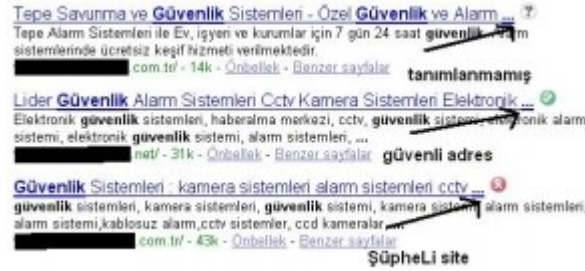 Tepe Savunma ve Güvenlik Sistemleri - Özel Güvenlik ve Alarm ... ?
Tepe Alarm Sistemleri ile Ev, işyeri ve kurumlar için 7 gün 24 saat güvenlik
sistemlerinde ücretsiz keşif hizmeti verilmektedir.
com.tr/ - 14k - Önbellek - Benzer sayfalar
tanımlanmamış
Lider Güvenlik Alarm Sistemleri Cctv Kamera Sistemleri Elektronik ...
Elektronik güvenlik sistemleri, haberalma merkezi, cctv, güvenlik sistemi, elektronik alarm
sistemi, elektronik güvenlik sistemi, alarm sistemleri, ...
.net/ - 31k - Önbellek - Benzer sayfalar
güvenli adres
Güvenlik Sistemleri : kamera sistemleri alarm sistemleri cctv ...
güvenlik sistemleri, kamera sistemleri, güvenlik sistemi, kamera sistemi, alarm sistemleri,
alarm sistemi,kablosuz alarm,cctv sistemler, ccd kameralar
com.tr/ - 43k - Önbellek - Benzer sayfalar
ŞüpheLi site